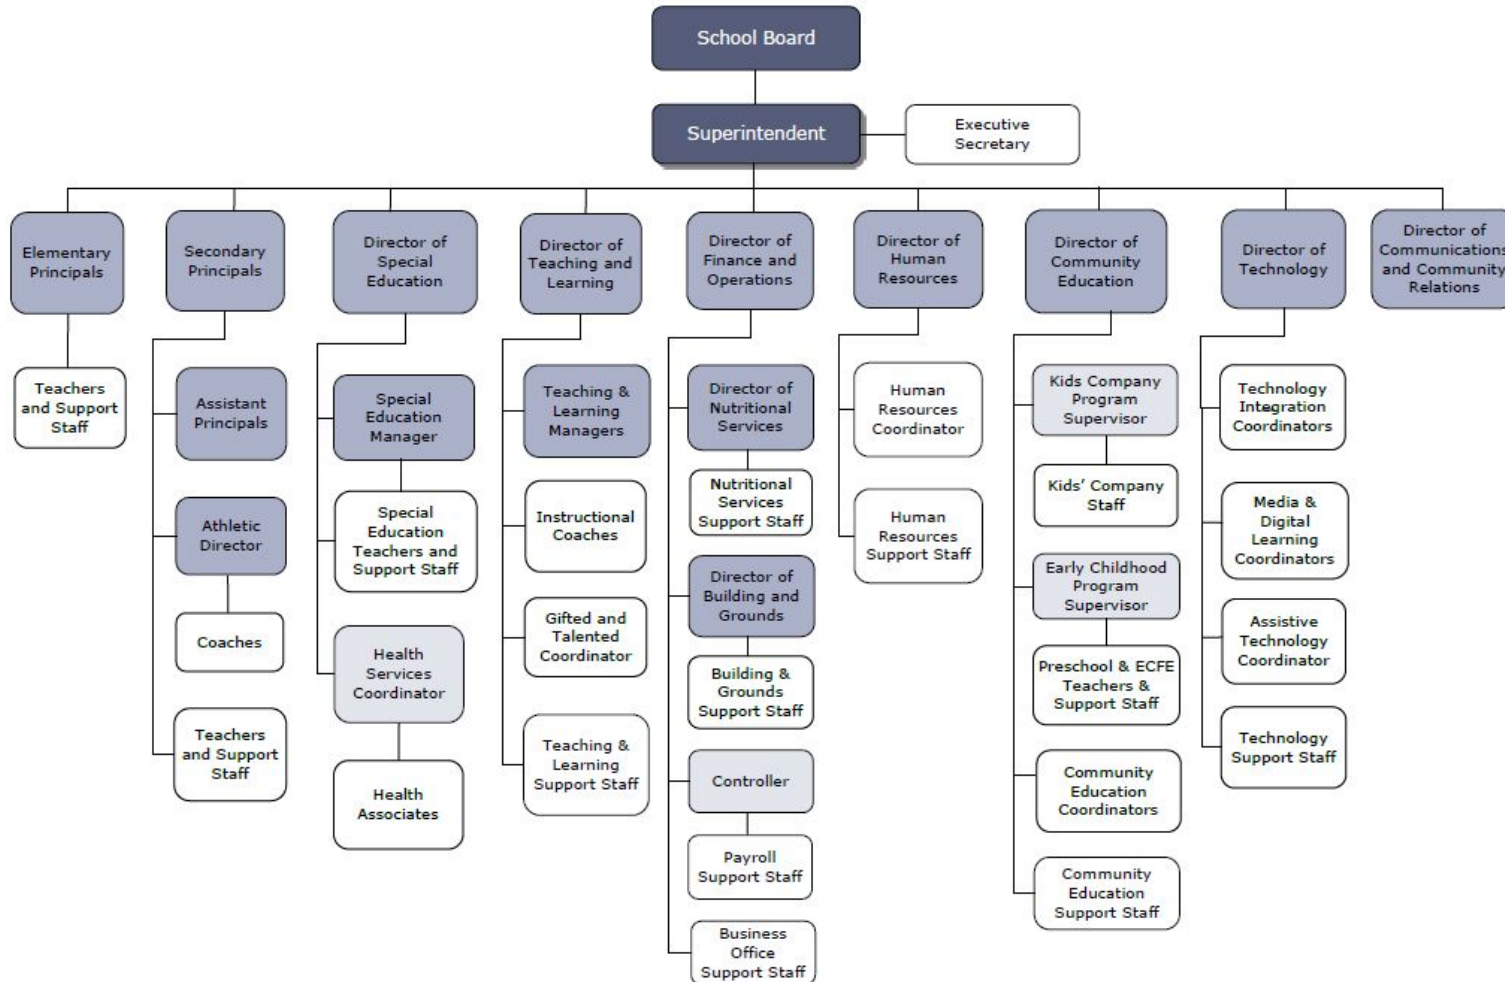 School Board
Superintendent
Executive
Secretary
Elementary
Principals
Secondary
Principals
Director of
Special
Education
Director of
Teaching and
Learning
Director of
Finance and
Operations
Director of
Human
Resources
Director of
Community
Education
Director of
Technology
Director of
Communications
and Community
Relations
Teachers
and Support
Staff
Assistant
Principals
Athletic
Director
Coaches
Teachers
and Support
Staff
Special
Education
Manager
Special
Education
Teachers and
Support Staff
Health
Services
Coordinator
Health
Associates
Teaching &
Learning
Managers
Instructional
Coaches
Gifted and
Talented
Coordinator
Teaching &
Learning
Support Staff
Director of
Nutritional
Services
Nutritional
Services
Support Staff
Director of
Building and
Grounds
Building &
Grounds
Support Staff
Controller
Payroll
Support Staff
Business
Office
Support Staff
Human
Resources
Coordinator
Human
Resources
Support Staff
Kids Company
Program
Supervisor
Kids' Company
Staff
Early Childhood
Program
Supervisor
Preschool & ECFE
Teachers &
Support Staff
Community
Education
Coordinators
Community
Education
Support Staff
Technology
Integration
Coordinators
Media &
Digital
Learning
Coordinators
Assistive
Technology
Coordinator
Technology
Support Staff